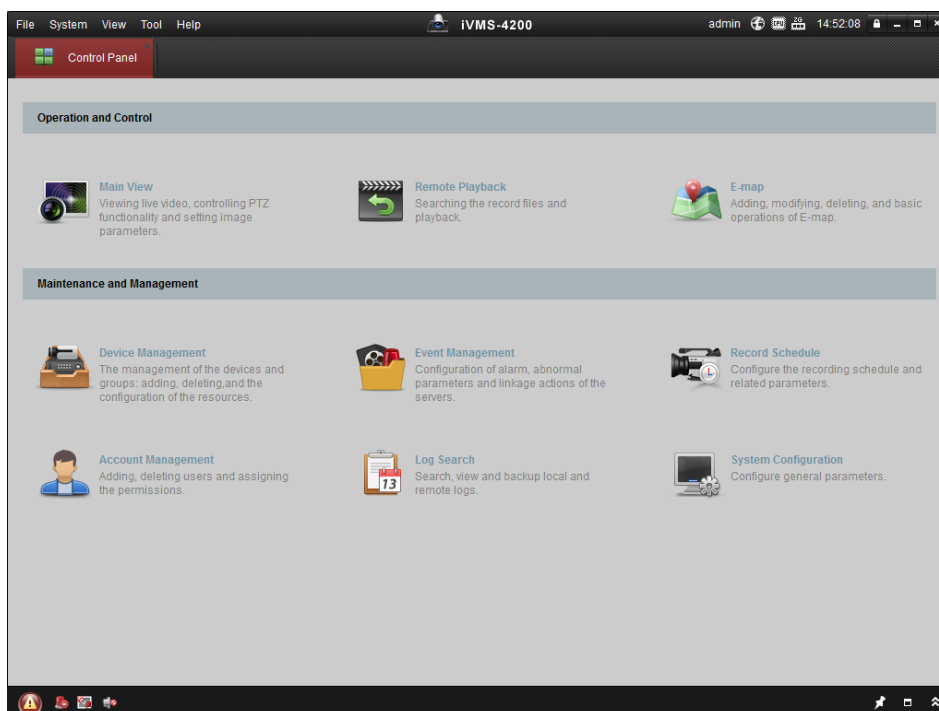 File System View Tool Help iVMS-4200 admin CPU 2G 14:52:08
Control Panel
Operation and Control
Main View
Viewing live video, controlling PTZ
functionality and setting image
parameters.
Remote Playback
Searching the record files and
playback.
E-map
Adding, modifying, deleting, and basic
operations of E-map.
Maintenance and Management
Device Management
The management of the devices and
groups: adding, deleting,and the
configuration of the resources.
Event Management
Configuration of alarm, abnormal
parameters and linkage actions of the
servers.
Record Schedule
Configure the recording schedule and
related parameters.
Account Management
Adding, deleting users and assigning
the permissions.
13
Log Search
Search, view and backup local and
remote logs.
System Configuration
Configure general parameters.